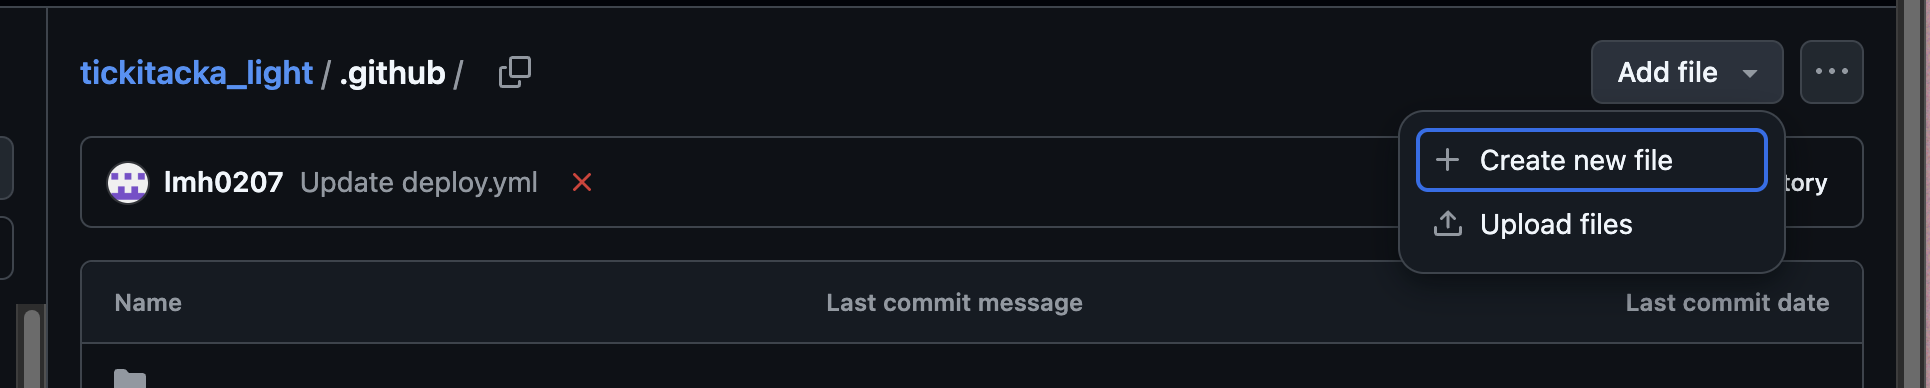 tickitacka_light / .github /
Add file
Create new file
Upload files
lmh0207 Update deploy.yml
tory
Name Last commit message Last commit date